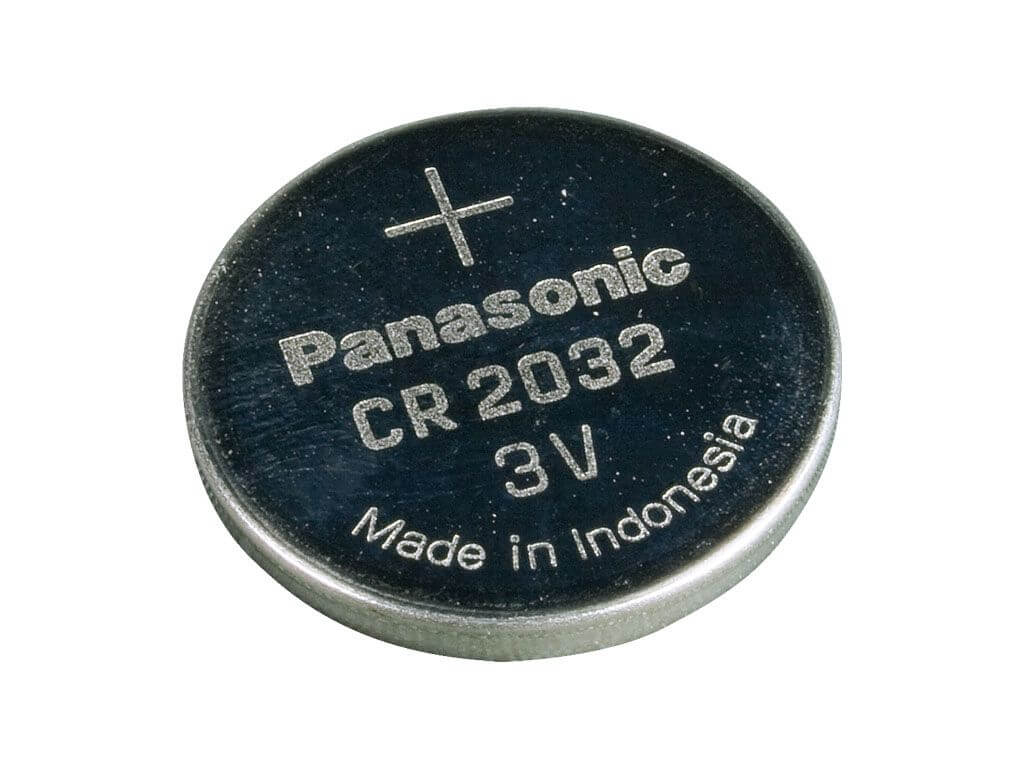 +
Panasonic
CR 2032
3V
Made in Indonesia